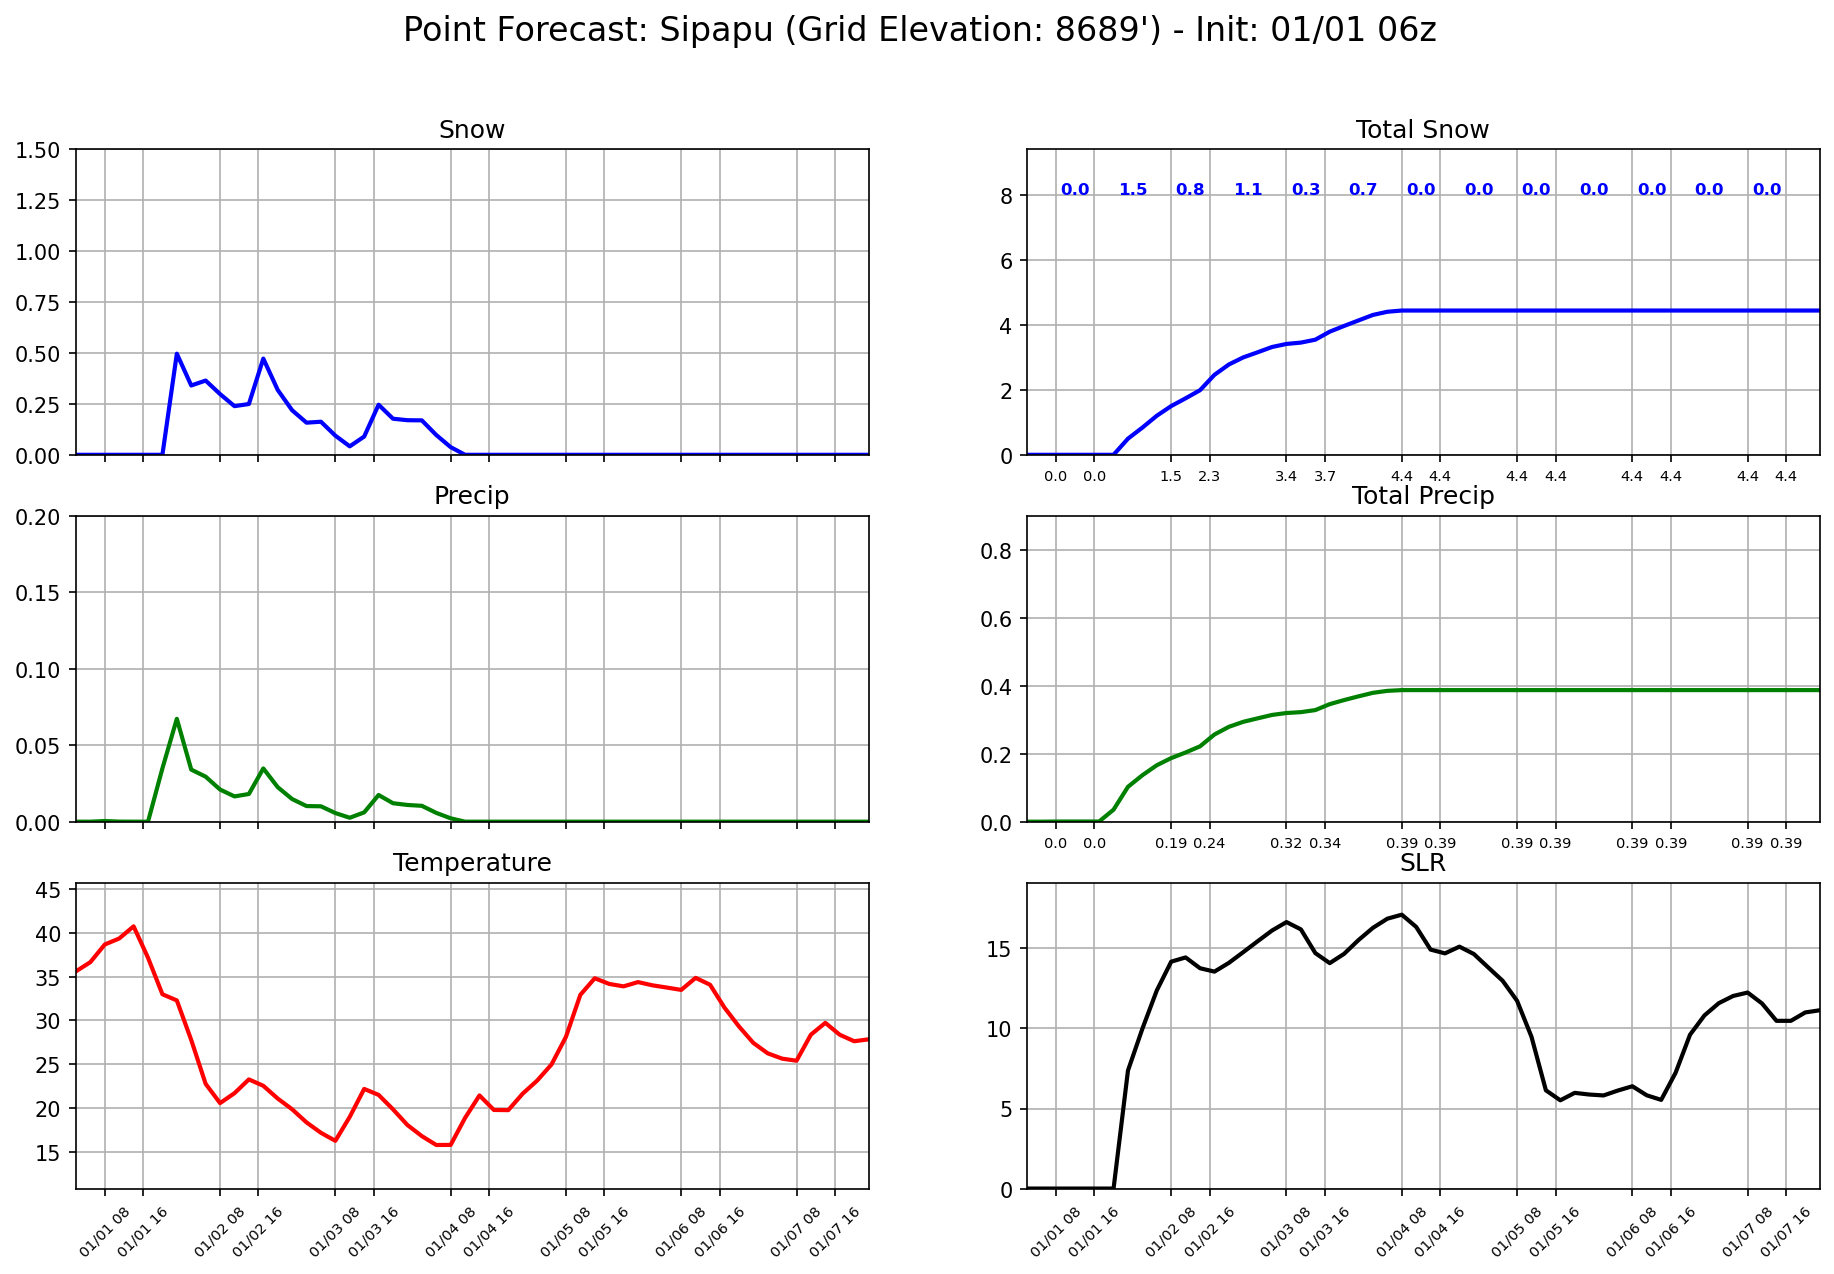 Point Forecast: Sipapu (Grid Elevation: 8689') - Init: 01/01 06z
Snow
1.50
1.25
1.00
0.75
0.50
0.25
0.00
Total Snow
0.0 1.5 0.8 1.1 0.3 0.7 0.0 0.0 0.0 0.0 0.0 0.0 0.0
8
6
4
2
0
0.0 0.0 1.5 2.3 3.4 3.7 4.4 4.4 4.4 4.4 4.4 4.4 4.4 4.4
Precip
0.20
0.15
0.10
0.05
0.00
Total Precip
0.8
0.6
0.4
0.2
0.0
0.0 0.0 0.19 0.24 0.32 0.34 0.39 0.39 0.39 0.39 0.39 0.39 0.39 0.39
Temperature
45
40
35
30
25
20
15
01/01 08 01/01 16 01/02 08 01/02 16 01/03 08 01/03 16 01/04 08 01/04 16 01/05 08 01/05 16 01/06 08 01/06 16 01/07 08 01/07 16
SLR
15
10
5
0
01/01 08 01/01 16 01/02 08 01/02 16 01/03 08 01/03 16 01/04 08 01/04 16 01/05 08 01/05 16 01/06 08 01/06 16 01/07 08 01/07 16